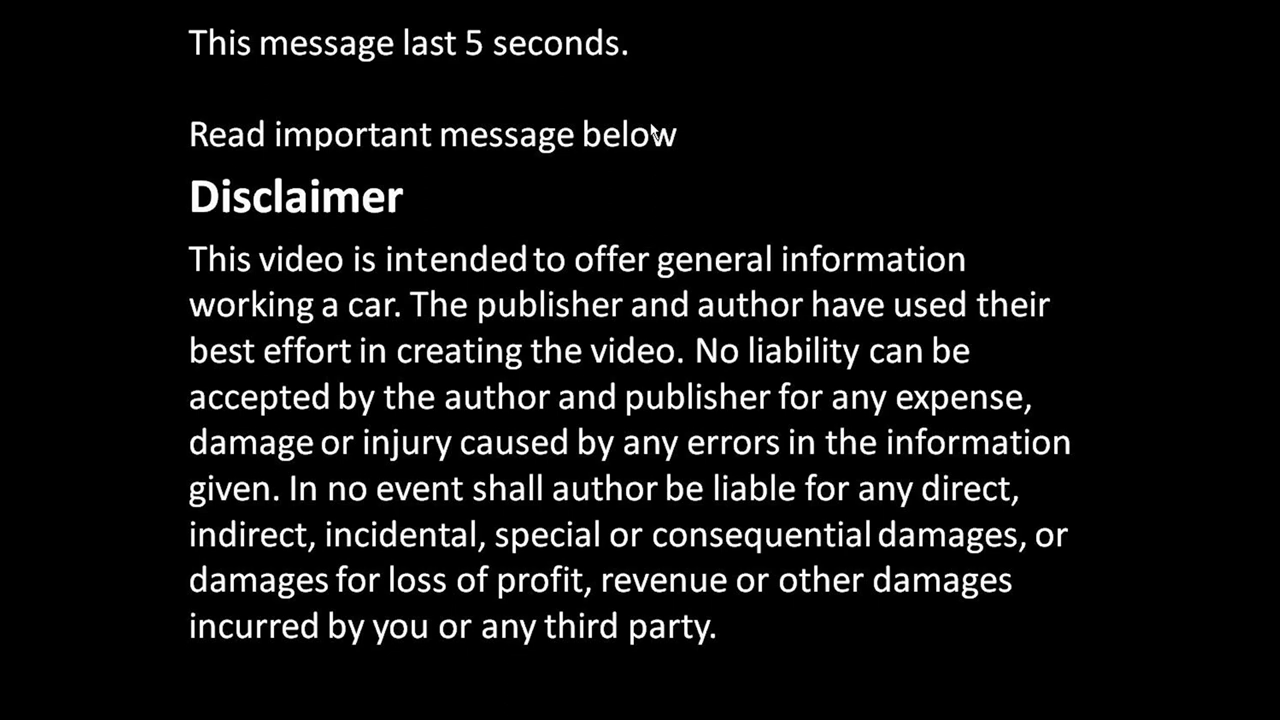 This message last 5 seconds.
Read important message below
Disclaimer
This video is intended to offer general information
working a car. The publisher and author have used their
best effort in creating the video. No liability can be
accepted by the author and publisher for any expense,
damage or injury caused by any errors in the information
given. In no event shall author be liable for any direct,
indirect, incidental, special or consequential damages, or
damages for loss of profit, revenue or other damages
incurred by you or any third party.